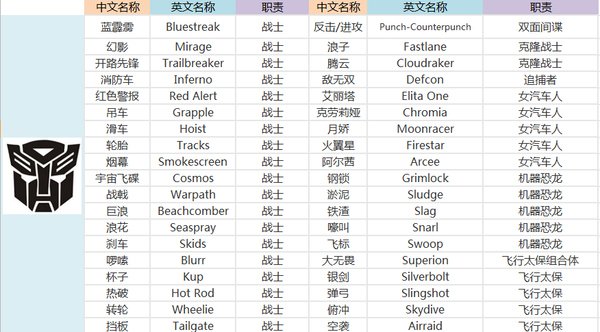 中文名称 英文名称 职责 中文名称 英文名称 职责
蓝霹雳 Bluestreak 战士 反击/进攻 Punch-Counterpunch 双面间谍
幻影 Mirage 战士 浪子 Fastlane 克隆战士
开路先锋 Trailbreaker 战士 腾云 Cloudraker 克隆战士
消防车 Inferno 战士 敌无双 Defcon 追捕者
红色警报 Red Alert 战士 艾丽塔 Elita One 女汽车人
吊车 Grapple 战士 克劳莉娅 Chromia 女汽车人
滑车 Hoist 战士 月娇 Moonracer 女汽车人
轮胎 Tracks 战士 火翼星 Firestar 女汽车人
烟幕 Smokescreen 战士 阿尔茜 Arcee 女汽车人
宇宙飞碟 Cosmos 战士 钢锁 Grimlock 机器恐龙
战戟 Warpath 战士 淤泥 Sludge 机器恐龙
巨浪 Beachcomber 战士 铁渣 Slag 机器恐龙
浪花 Seaspray 战士 嚎叫 Snarl 机器恐龙
刹车 Skids 战士 飞标 Swoop 机器恐龙
啰嗦 Blurr 战士 大无畏 Superion 飞行太保组合体
杯子 Kup 战士 银剑 Silverbolt 飞行太保
热破 Hot Rod 战士 弹弓 Slingshot 飞行太保
转轮 Wheelie 战士 俯冲 Skydive 飞行太保
挡板 Tailgate 战士 空袭 Airraid 飞行太保